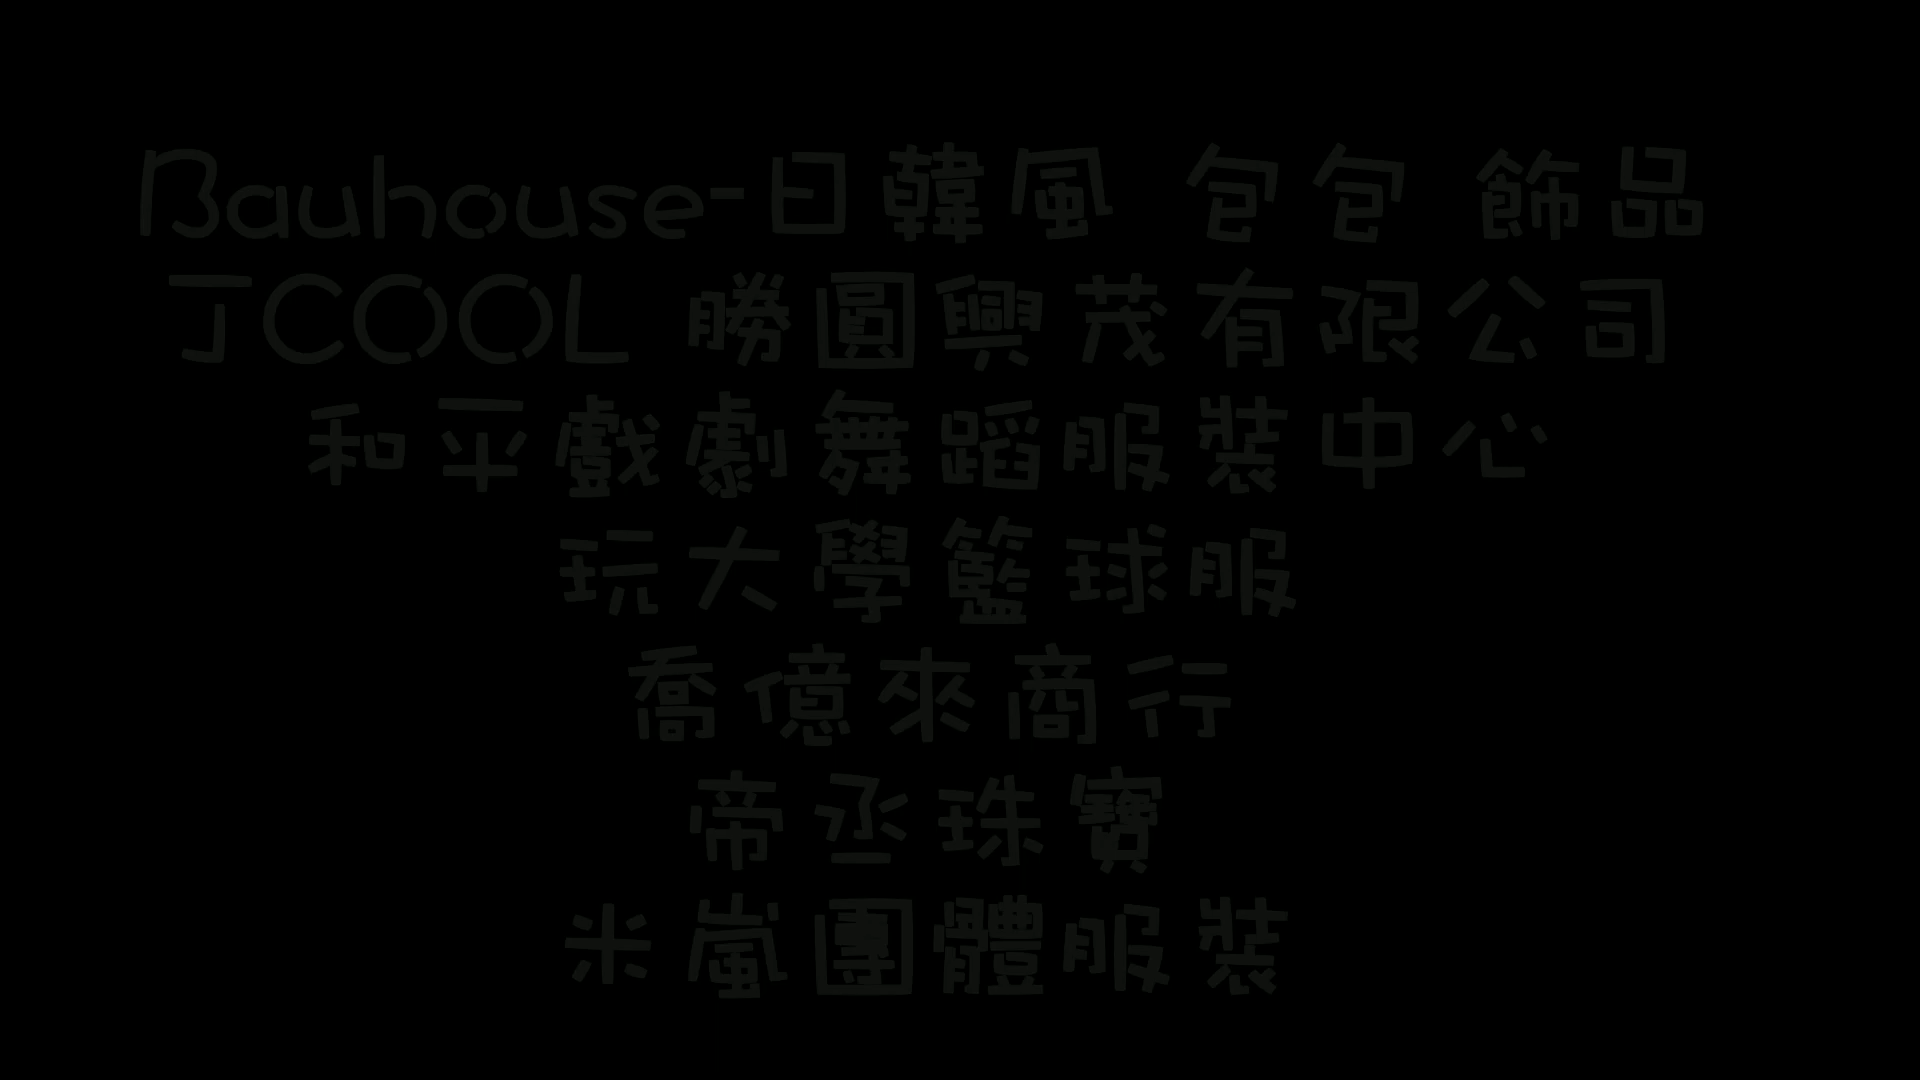 Bauhouse-日韓風 包包 飾品
JCOOL 勝圓興茂有限公司
和平戲劇舞蹈服裝中心
玩大學籃球服
喬億來商行
帝丞珠寶
米嵐團體服裝